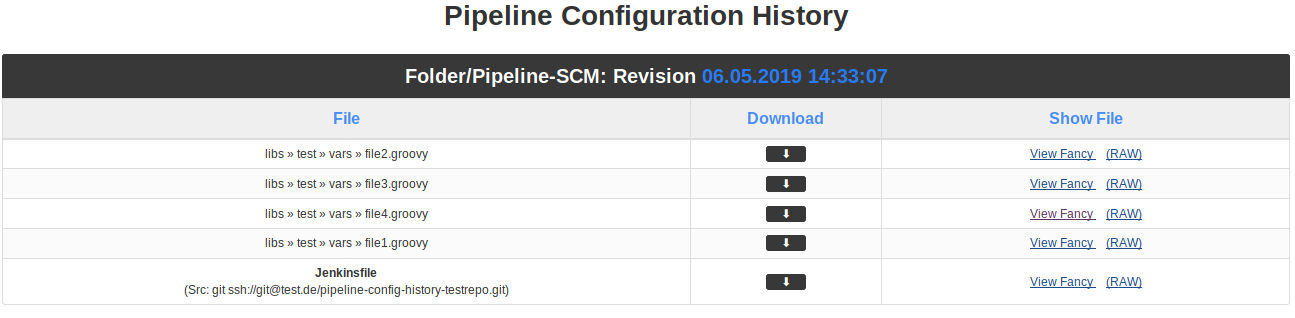 Pipeline Configuration History
Folder/Pipeline-SCM: Revision 06.05.2019 14:33:07
File Download Show File
libs » test » vars » file2.groovy ⬇ View Fancy (RAW)
libs » test » vars » file3.groovy ⬇ View Fancy (RAW)
libs » test » vars » file4.groovy ⬇ View Fancy (RAW)
libs » test » vars » file1.groovy ⬇ View Fancy (RAW)
Jenkinsfile
(Src: git ssh://git@test.de/pipeline-config-history-testrepo.git) ⬇ View Fancy (RAW)